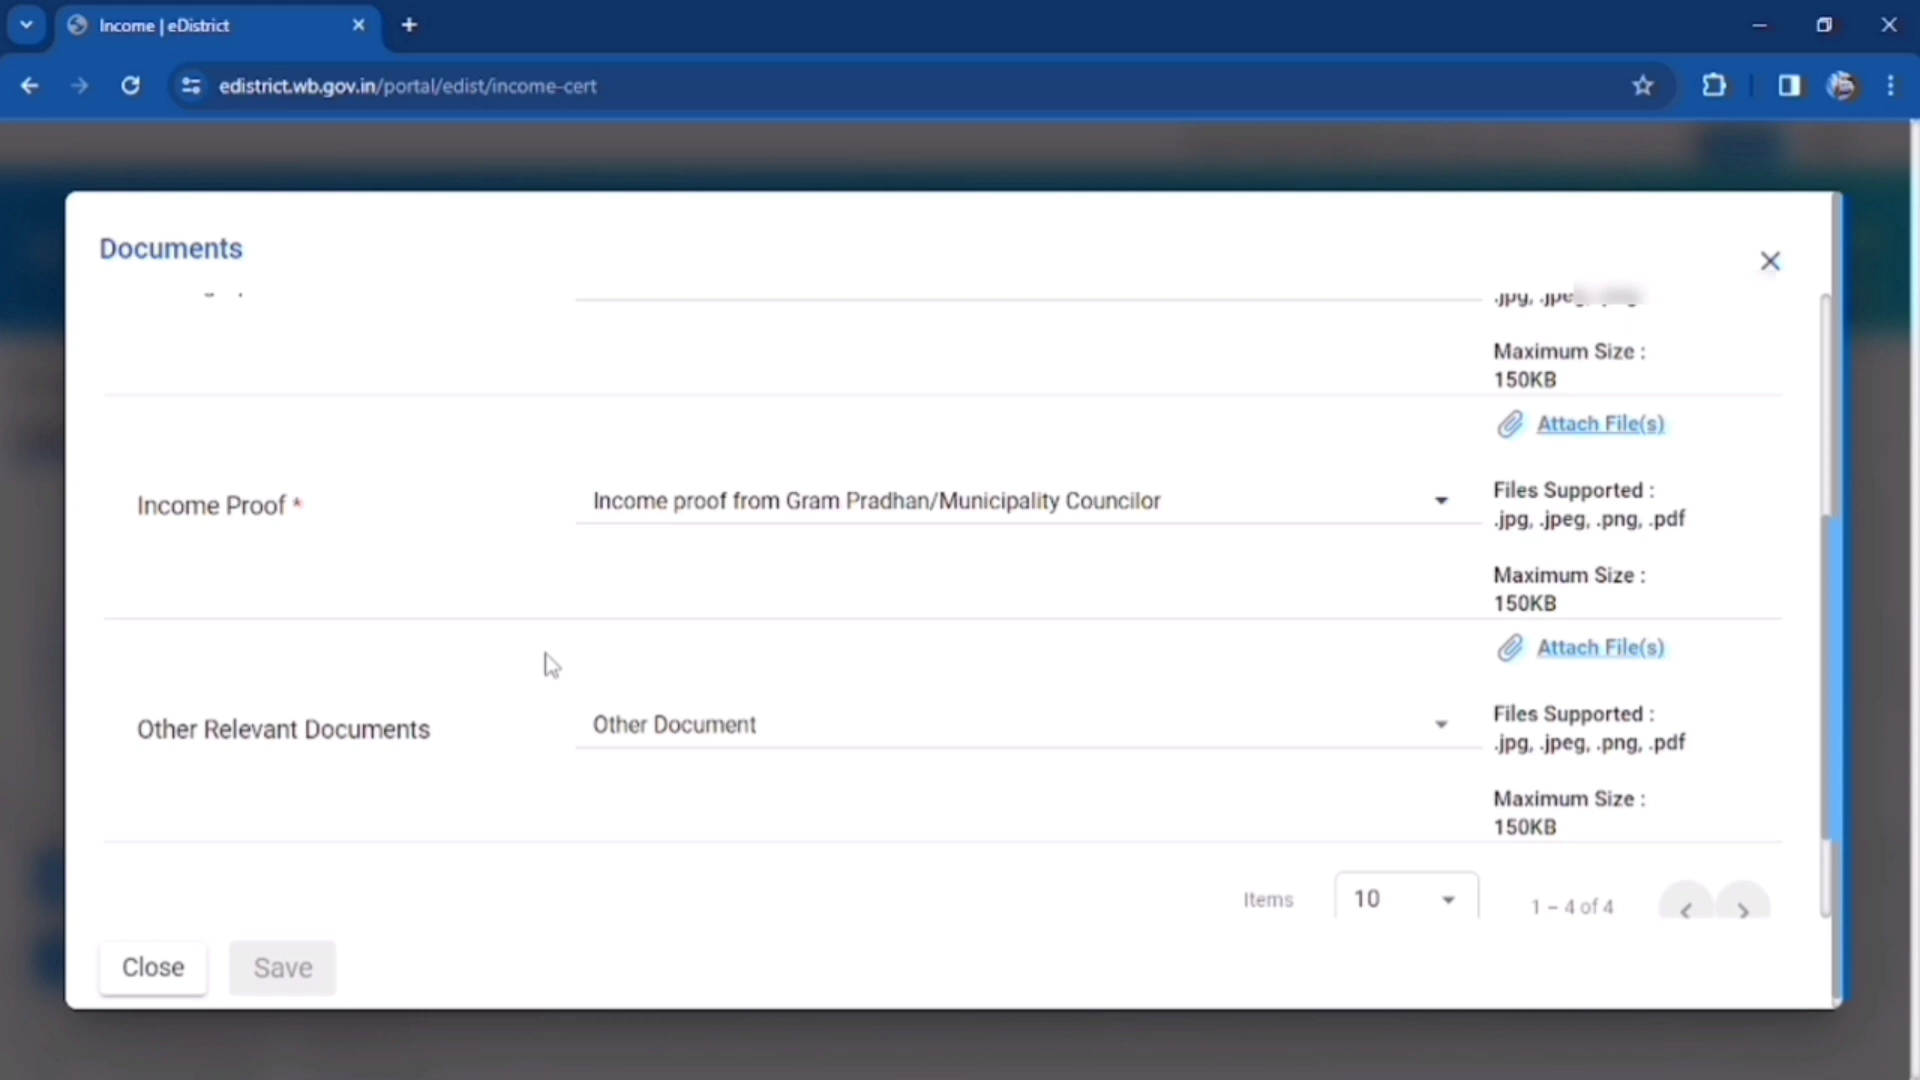 Income | eDistrict
edistrict.wb.gov.in/portal/edist/income-cert
Documents
.jpg, .jpeg,
Maximum Size :
150KB
Attach File(s)
Income Proof *
Income proof from Gram Pradhan/Municipality Councilor
Files Supported :
.jpg, .jpeg, .png, .pdf
Maximum Size :
150KB
Attach File(s)
Other Relevant Documents
Other Document
Files Supported :
.jpg, .jpeg, .png, .pdf
Maximum Size :
150KB
Items
10
1 – 4 of 4
Close
Save